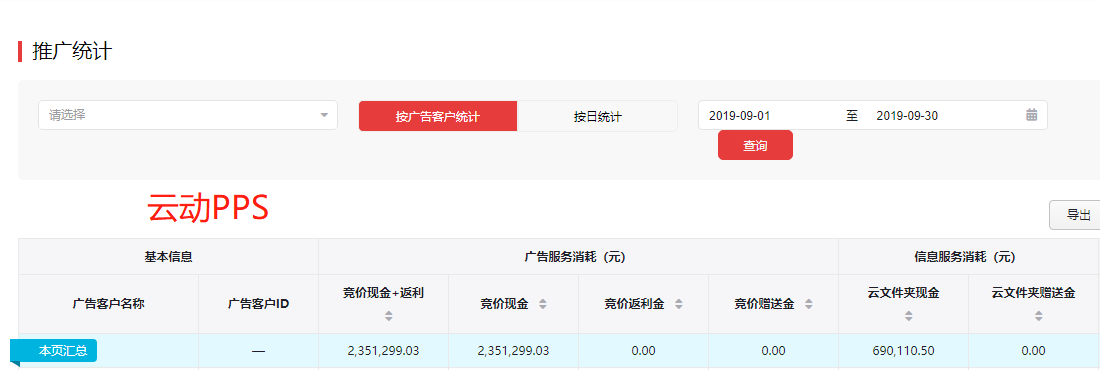 推广统计
请选择 按广告客户统计 按日统计 2019-09-01 至 2019-09-30
查询
云动PPS
导出
基本信息 广告服务消耗（元） 信息服务消耗（元）
广告客户名称 广告客户ID 竞价现金+返利 竞价现金 竞价返利金 竞价赠送金 云文件夹现金 云文件夹赠送金
本页汇总 — 2,351,299.03 2,351,299.03 0.00 0.00 690,110.50 0.00